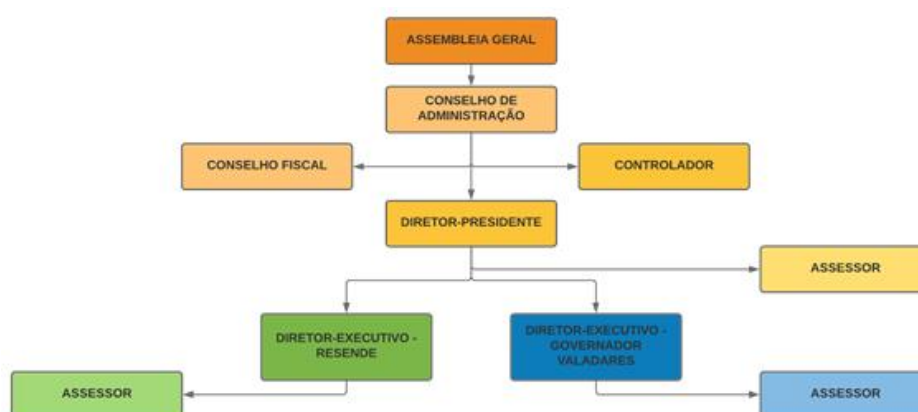 ASSEMBLEIA GERAL
CONSELHO DE
ADMINISTRAÇÃO
CONSELHO FISCAL
CONTROLADOR
DIRETOR-PRESIDENTE
ASSESSOR
DIRETOR-EXECUTIVO -
RESENDE
DIRETOR-EXECUTIVO -
GOVERNADOR
VALADARES
ASSESSOR
ASSESSOR